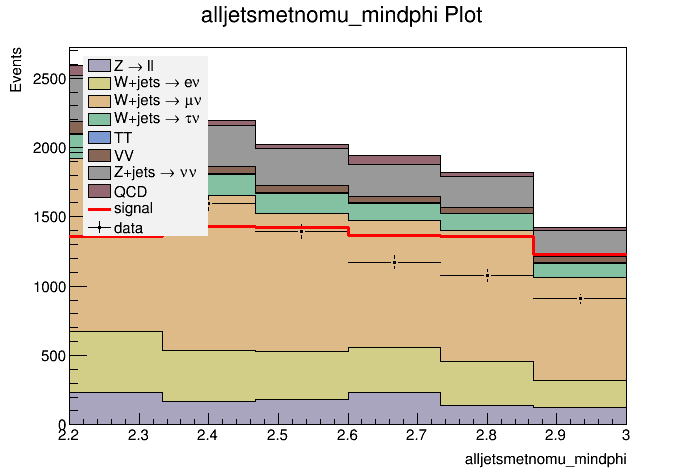 alljetsmetnomu_mindphi Plot
Events
2500
2000
1500
1000
500
0
Z → ll
W+jets → eν
W+jets → μν
W+jets → τν
TT
VV
Z+jets → νν
QCD
signal
data
2.2 2.3 2.4 2.5 2.6 2.7 2.8 2.9 3
alljetsmetnomu_mindphi